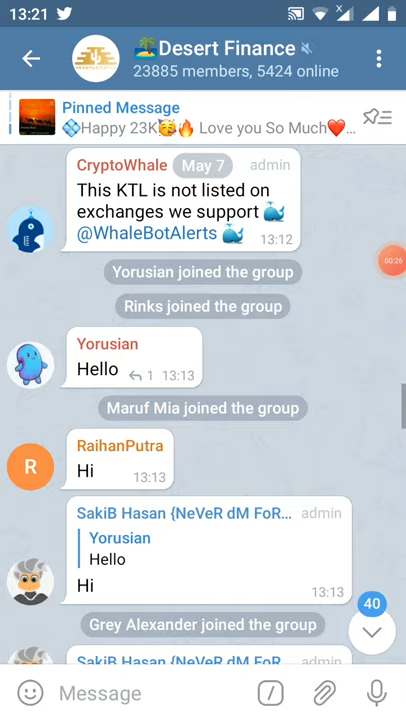 13:21
Desert Finance
23885 members, 5424 online
Pinned Message
💠Happy 23K🥳🔥 Love you So Much❤️...
CryptoWhale May 7 admin
This KTL is not listed on
exchanges we support 🐳
@WhaleBotAlerts 🐳 13:12
00:26
Yorusian joined the group
Rinks joined the group
Yorusian
Hello 1 13:13
Maruf Mia joined the group
RaihanPutra
R
Hi
13:13
SakiB Hasan {NeVeR dM FoR... admin
Yorusian
Hello
Hi
13:13
40
Grey Alexander joined the group
SakiB Hasan {NeVeR dM FoR... admin
Message